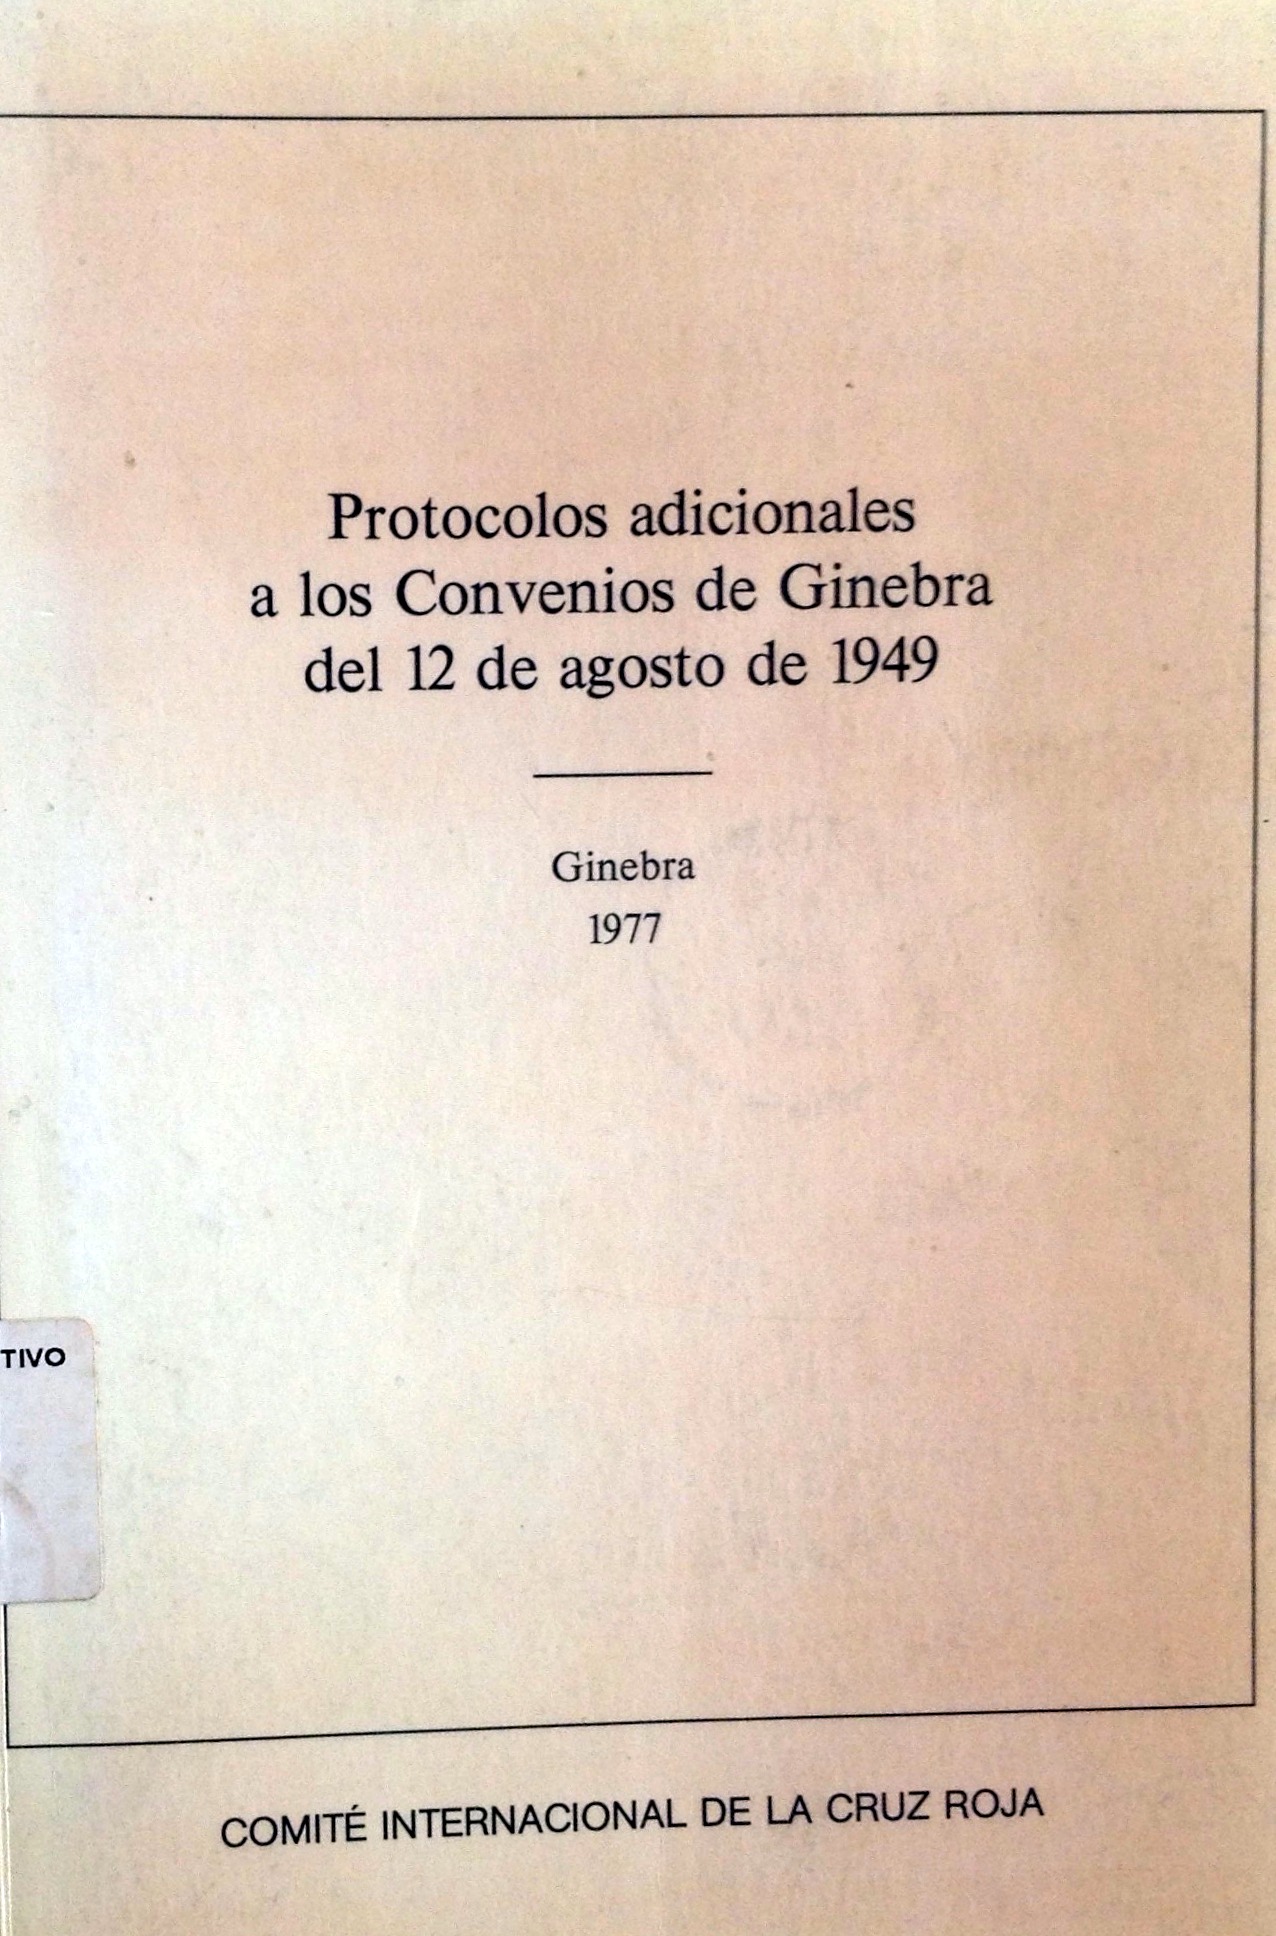 Protocolos adicionales
a los Convenios de Ginebra
del 12 de agosto de 1949
Ginebra
1977
TIVO
COMITÉ INTERNACIONAL DE LA CRUZ ROJA